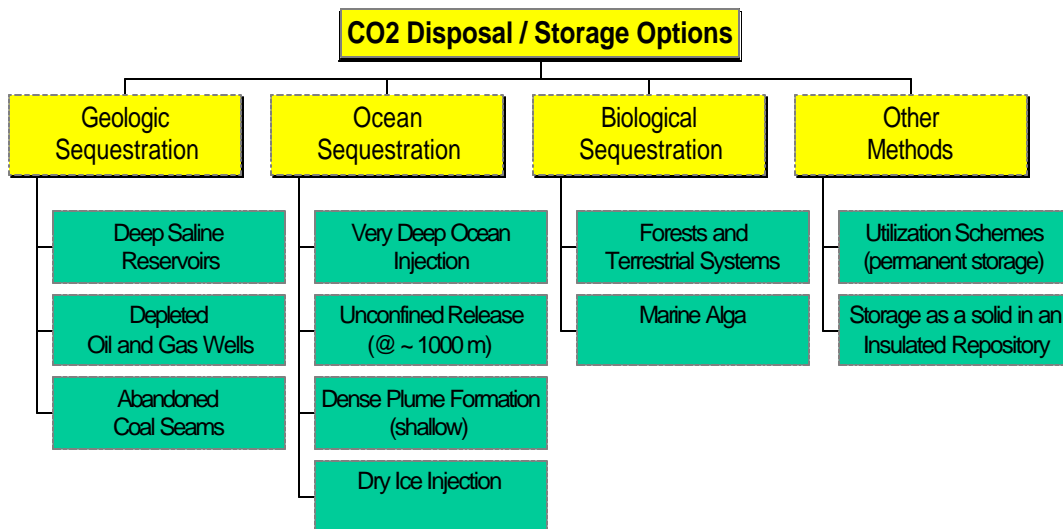 CO2 Disposal / Storage Options
Geologic
Sequestration
Deep Saline
Reservoirs
Depleted
Oil and Gas Wells
Abandoned
Coal Seams
Ocean
Sequestration
Very Deep Ocean
Injection
Unconfined Release
(@ ~ 1000 m)
Dense Plume Formation
(shallow)
Dry Ice Injection
Biological
Sequestration
Forests and
Terrestrial Systems
Marine Alga
Other
Methods
Utilization Schemes
(permanent storage)
Storage as a solid in an
Insulated Repository